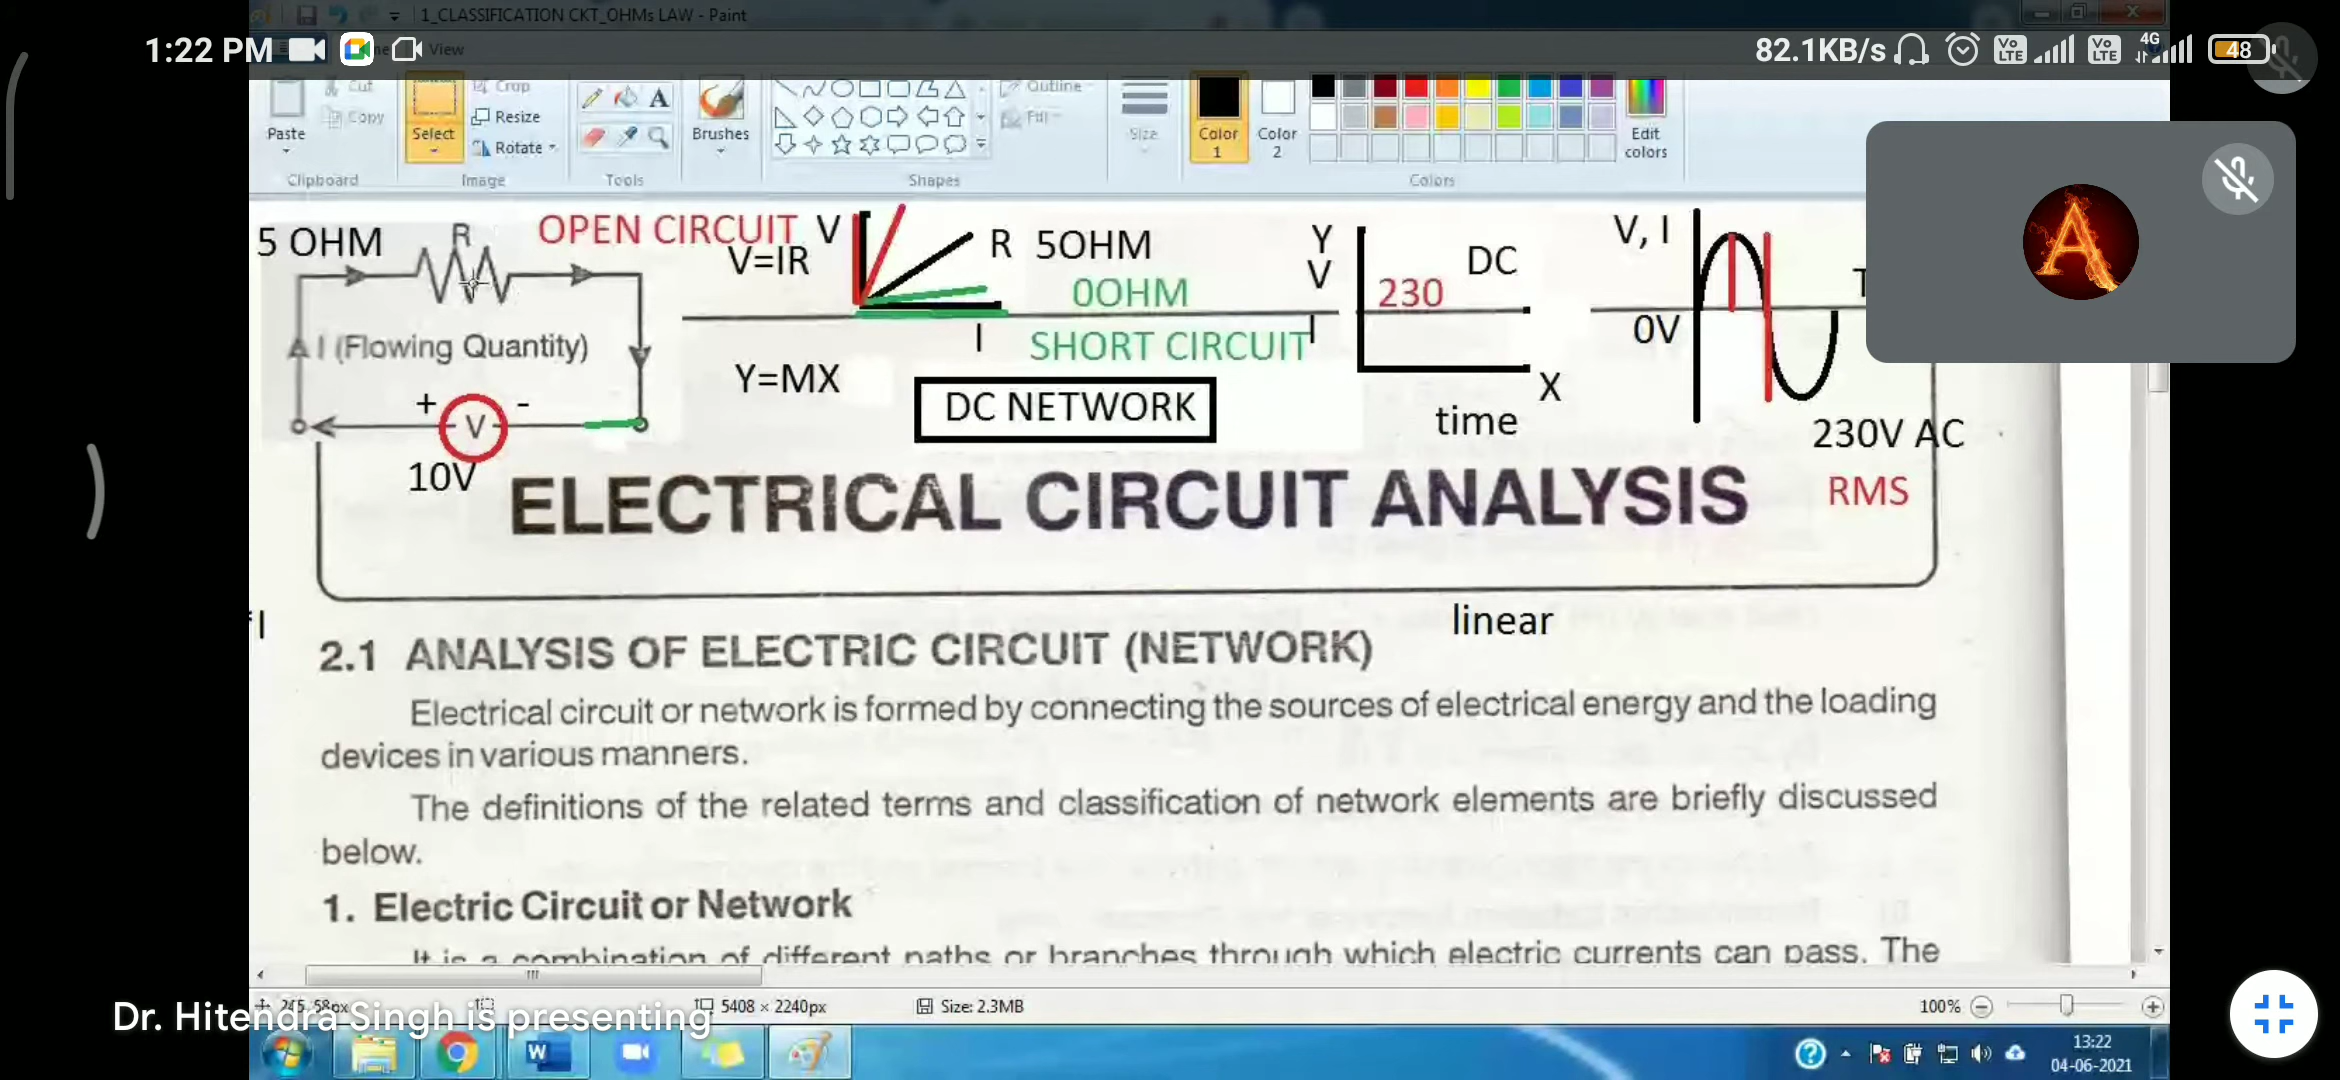 1_CLASSIFICATION CKT_OHMs LAW - Paint
1:22 PM
View
82.1KB/s
Vo LTE
Vo LTE
4G
48
Cut
Copy
Paste
Clipboard
Crop
Resize
Rotate
Select
Image
A
Tools
Brushes
Outline
Fill
Shapes
Size
Color 1
Color 2
Edit colors
Colors
A
5 OHM
R
OPEN CIRCUIT
V
V=IR
R 5OHM
0OHM
Y
V
230
DC
V, I
T
0V
I (Flowing Quantity)
I
SHORT CIRCUIT
I
Y=MX
DC NETWORK
X
time
+
-
V
10V
230V AC
RMS
ELECTRICAL CIRCUIT ANALYSIS
linear
2.1 ANALYSIS OF ELECTRIC CIRCUIT (NETWORK)
Electrical circuit or network is formed by connecting the sources of electrical energy and the loading
devices in various manners.
The definitions of the related terms and classification of network elements are briefly discussed
below.
1. Electric Circuit or Network
It is a combination of different paths or branches through which electric currents can pass. The
5408 × 2240px
Size: 2.3MB
100%
Dr. Hitendra Singh is presenting
W
13:22
04-06-2021